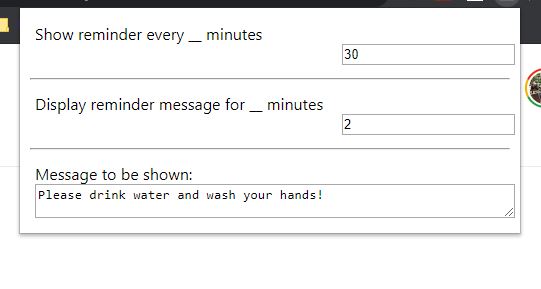 Show reminder every __ minutes
30
Display reminder message for __ minutes
2
Message to be shown:
Please drink water and wash your hands!